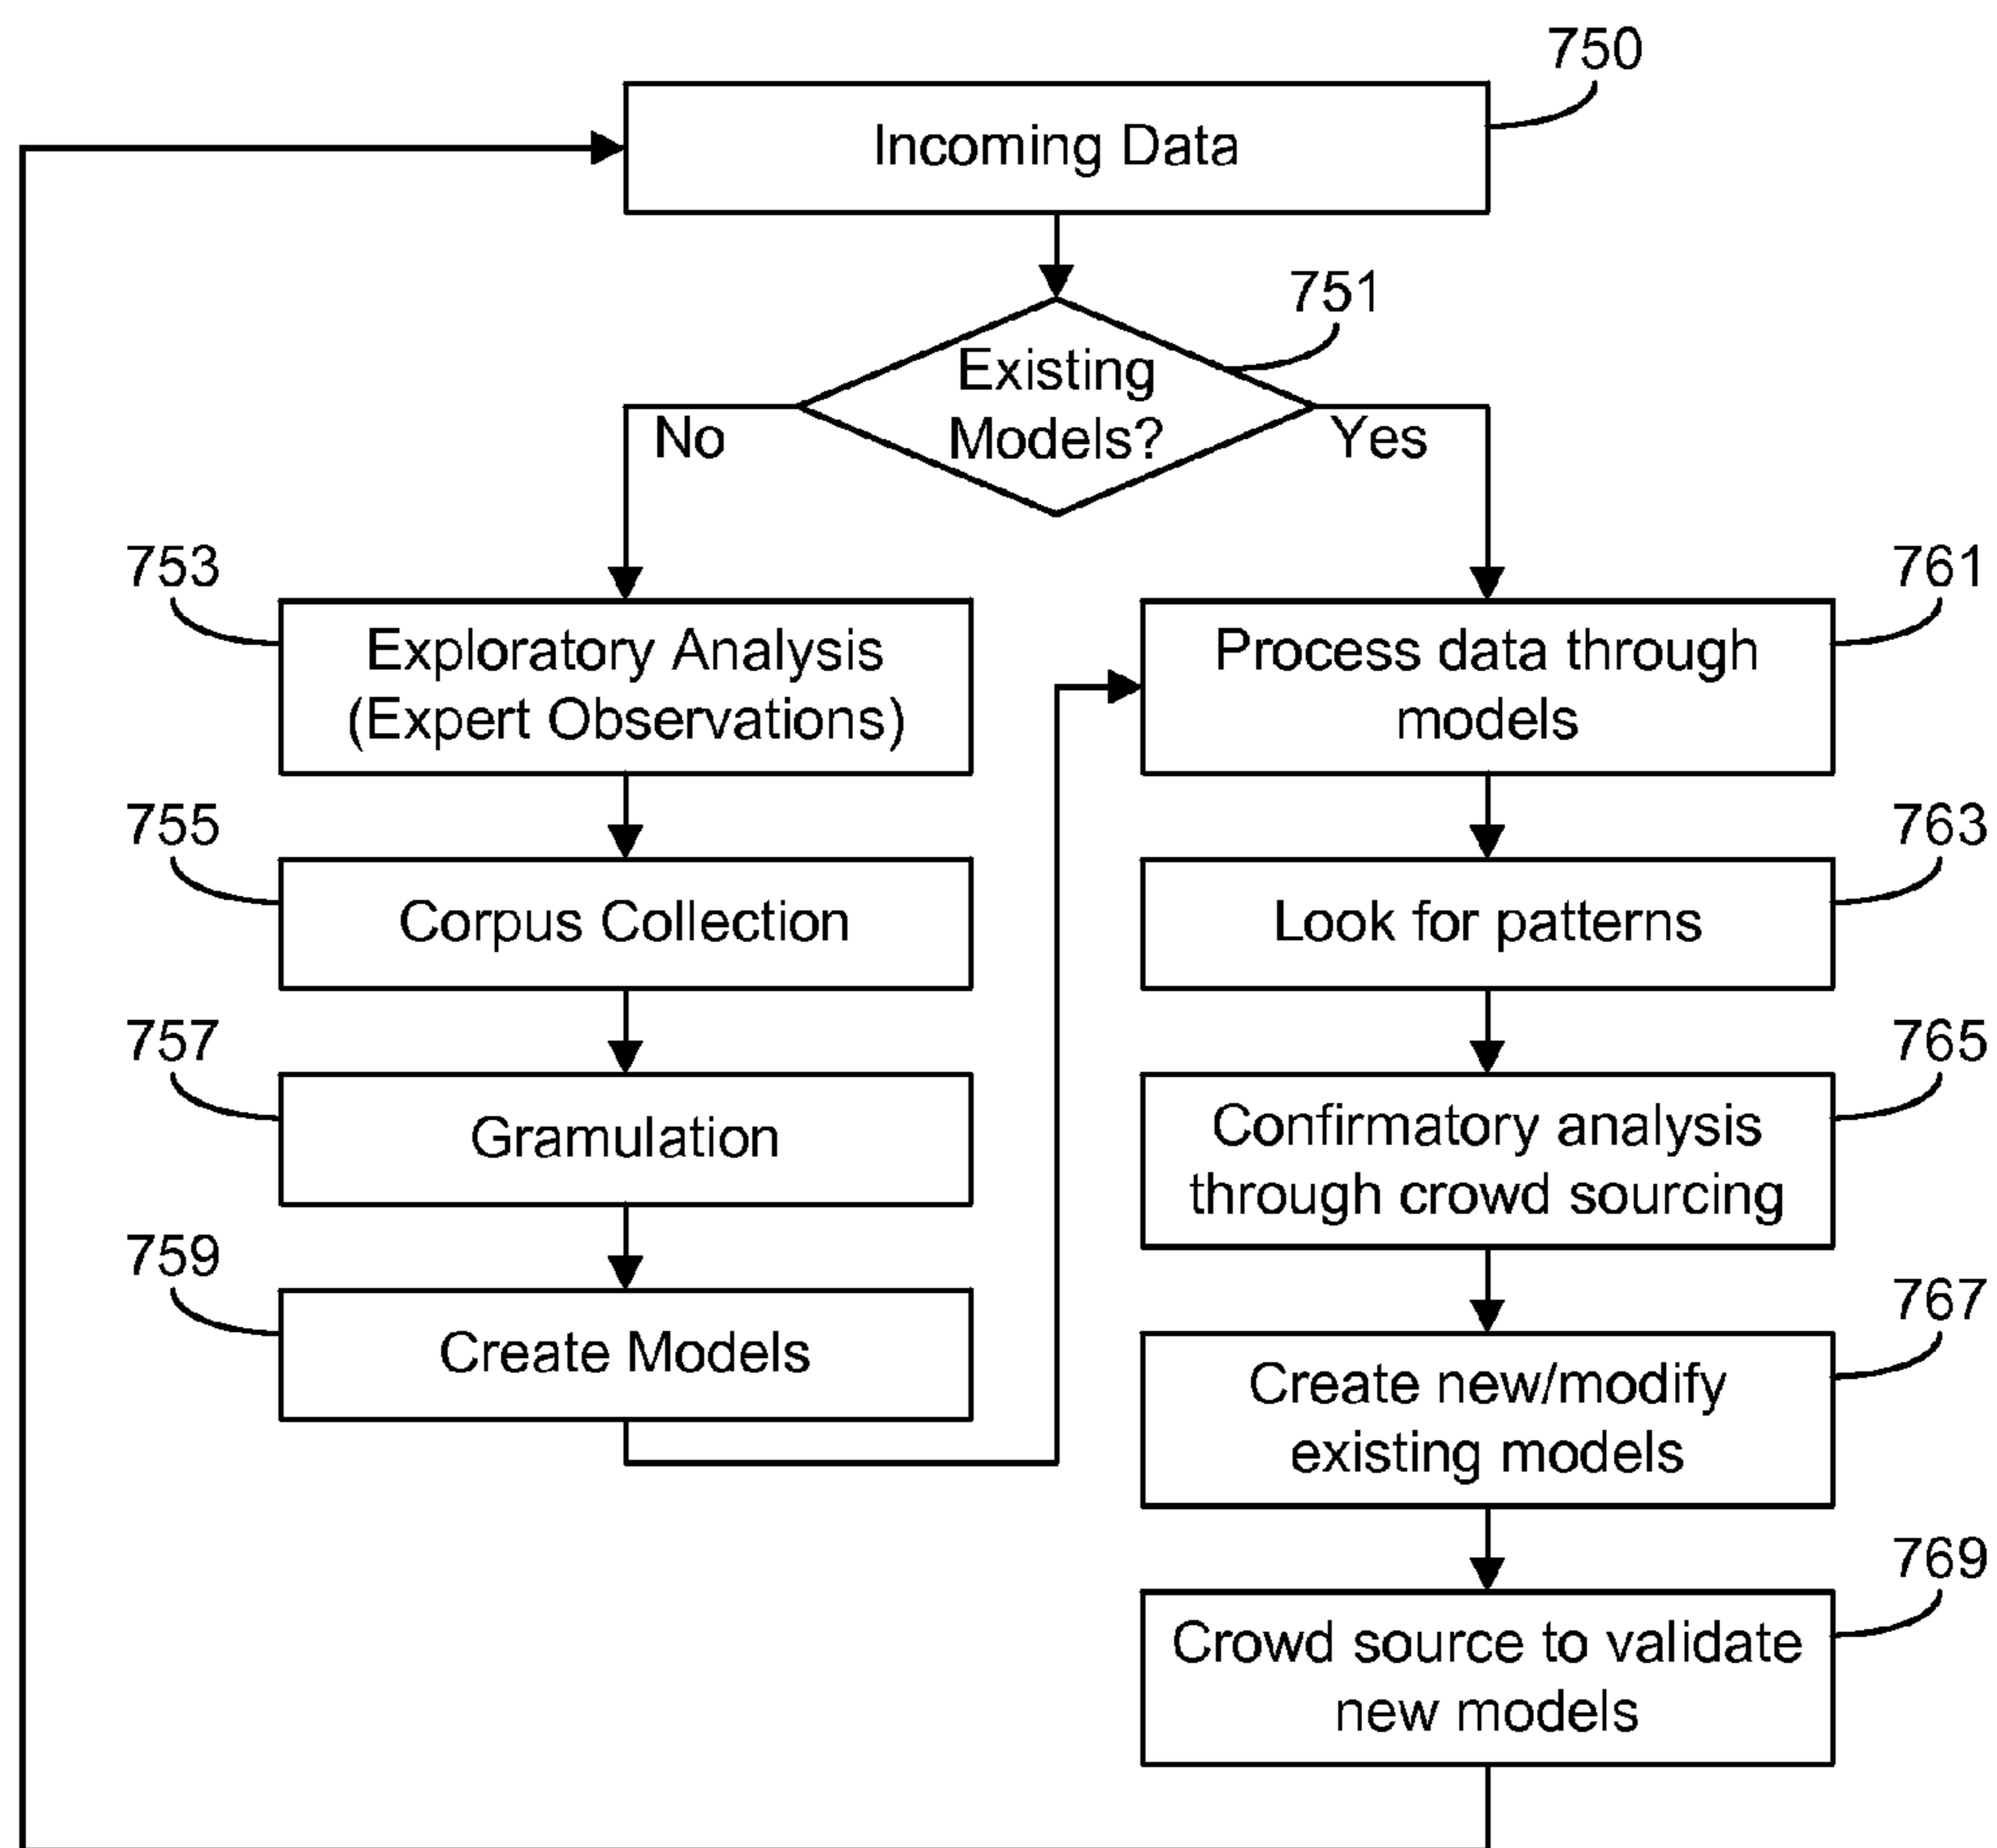 750
Incoming Data
751
Existing
Models?
No
Yes
753
Exploratory Analysis
(Expert Observations)
755
Corpus Collection
757
Gramulation
759
Create Models
761
Process data through
models
763
Look for patterns
765
Confirmatory analysis
through crowd sourcing
767
Create new/modify
existing models
769
Crowd source to validate
new models